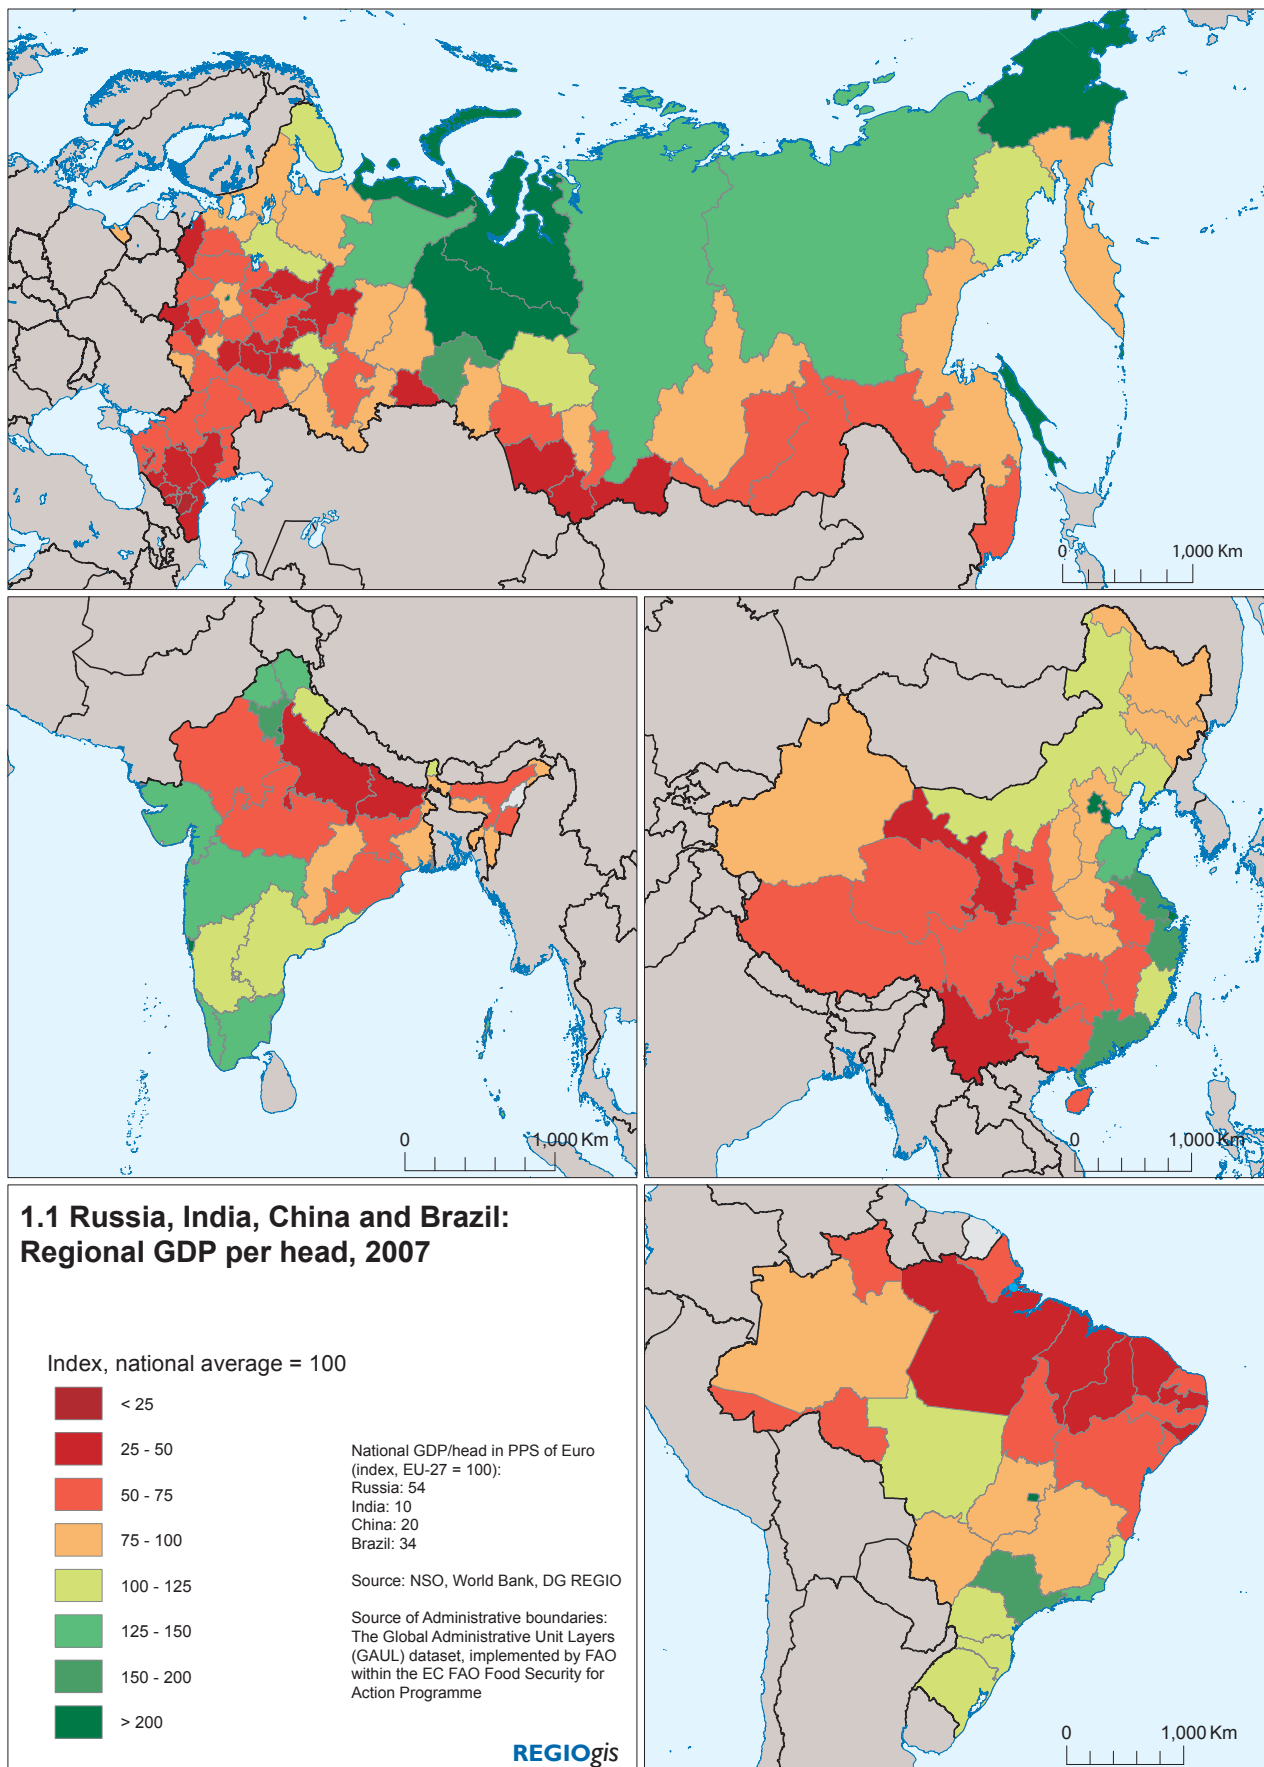 0
1,000 Km
0
1,000 Km
0
1,000 Km
1.1 Russia, India, China and Brazil:
Regional GDP per head, 2007
Index, national average = 100
< 25
25 - 50
50 - 75
75 - 100
100 - 125
125 - 150
150 - 200
> 200
National GDP/head in PPS of Euro
(index, EU-27 = 100):
Russia: 54
India: 10
China: 20
Brazil: 34
Source: NSO, World Bank, DG REGIO
Source of Administrative boundaries:
The Global Administrative Unit Layers
(GAUL) dataset, implemented by FAO
within the EC FAO Food Security for
Action Programme
REGIOgis
0
1,000 Km